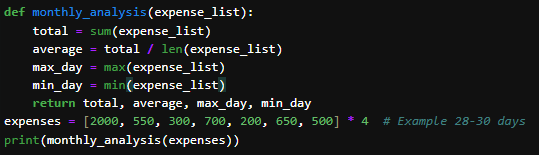 def monthly_analysis(expense_list):
    total = sum(expense_list)
    average = total / len(expense_list)
    max_day = max(expense_list)
    min_day = min(expense_list)
    return total, average, max_day, min_day
expenses = [2000, 550, 300, 700, 200, 650, 500] * 4  # Example 28-30 days
print(monthly_analysis(expenses))